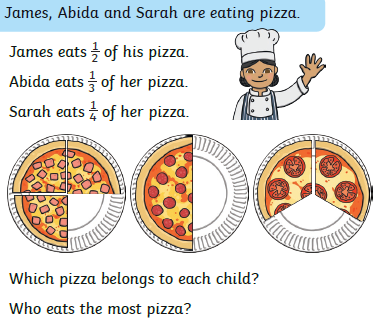 James, Abida and Sarah are eating pizza.
James eats 1/2 of his pizza.
Abida eats 1/3 of her pizza.
Sarah eats 1/4 of her pizza.
Which pizza belongs to each child?
Who eats the most pizza?